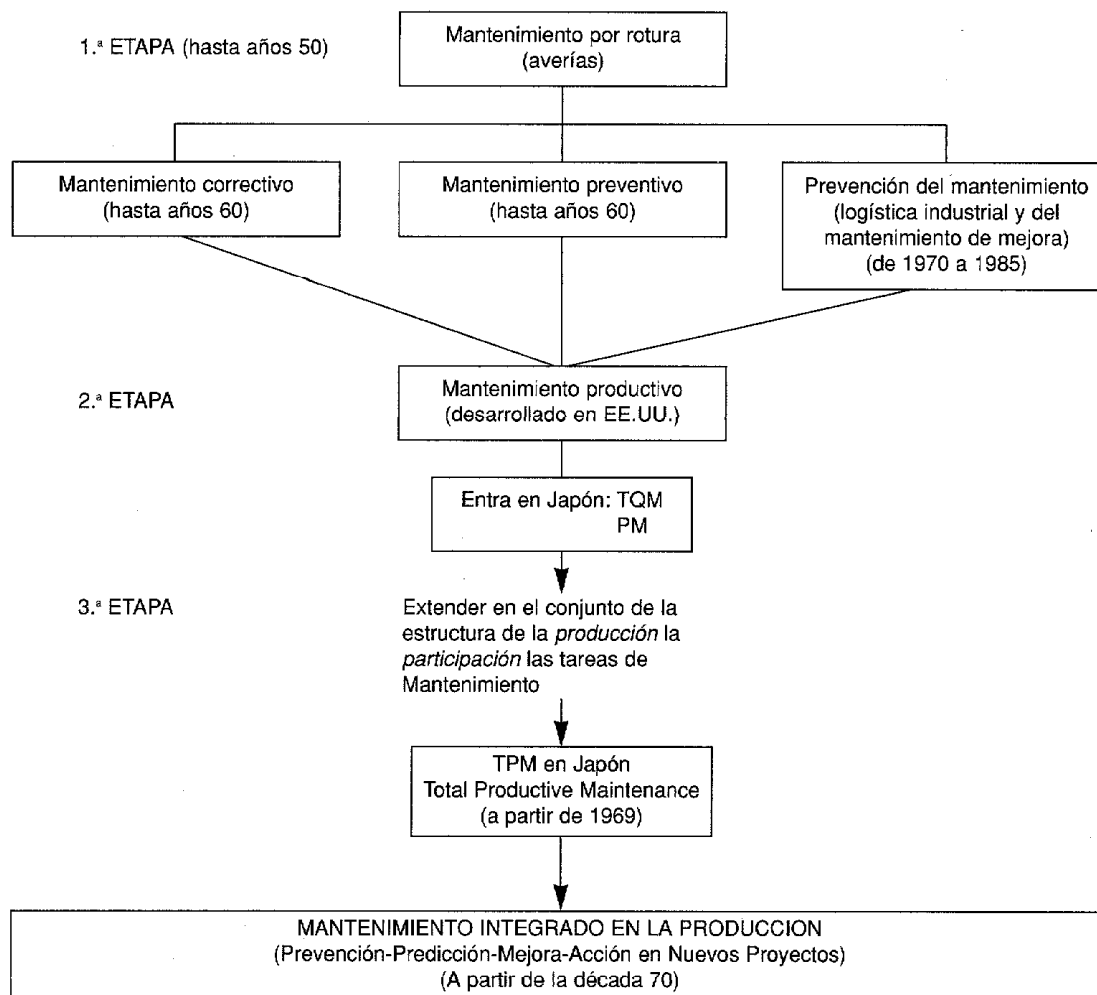 1.ª ETAPA (hasta años 50)
Mantenimiento por rotura
(averías)
Mantenimiento correctivo
(hasta años 60)
Mantenimiento preventivo
(hasta años 60)
Prevención del mantenimiento
(logística industrial y del
mantenimiento de mejora)
(de 1970 a 1985)
2.ª ETAPA
Mantenimiento productivo
(desarrollado en EE.UU.)
Entra en Japón: TQM
PM
3.ª ETAPA
Extender en el conjunto de la
estructura de la producción la
participación las tareas de
Mantenimiento
TPM en Japón
Total Productive Maintenance
(a partir de 1969)
MANTENIMIENTO INTEGRADO EN LA PRODUCCION
(Prevención-Predicción-Mejora-Acción en Nuevos Proyectos)
(A partir de la década 70)